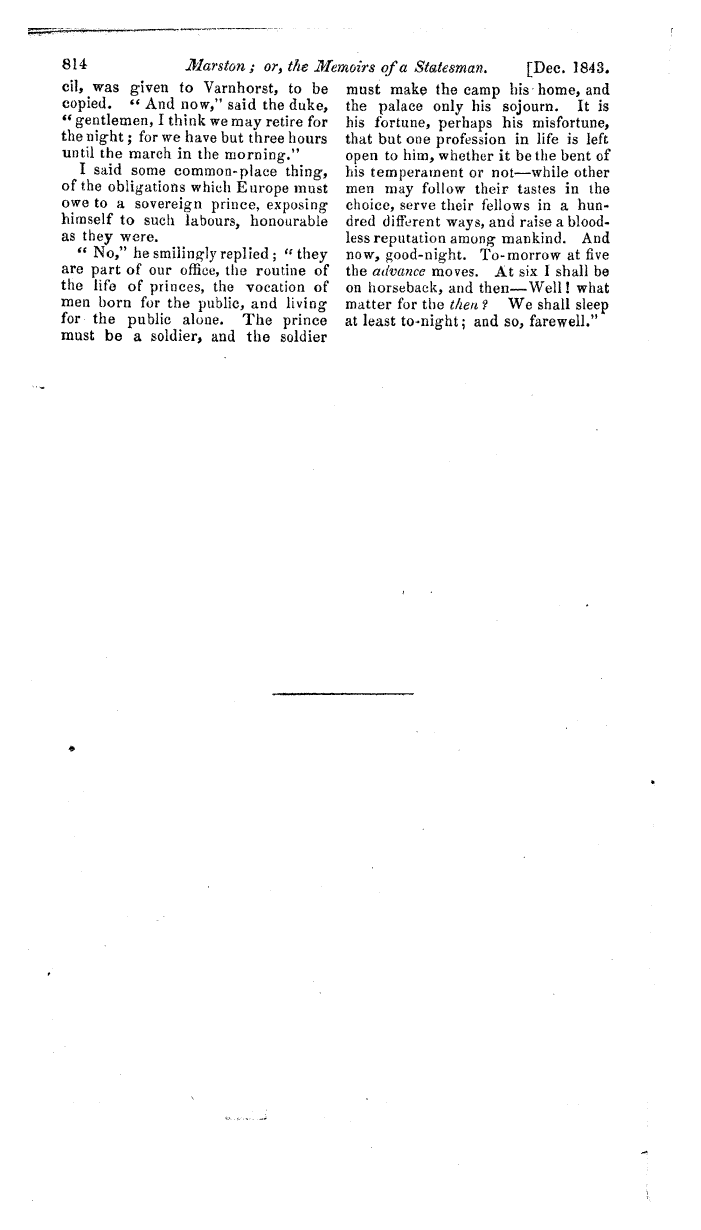 814 Marston; or, the Memoirs of a Statesman. [Dec. 1843.
cil, was given to Varnhorst, to be
copied. “ And now,” said the duke,
“ gentlemen, I think we may retire for
the night; for we have but three hours
until the march in the morning.”
I said some common-place thing,
of the obligations which Europe must
owe to a sovereign prince, exposing
himself to such labours, honourable
as they were.
“ No,” he smilingly replied; “ they
are part of our office, the routine of
the life of princes, the vocation of
men born for the public, and living
for the public alone. The prince
must be a soldier, and the soldier
must make the camp his home, and
the palace only his sojourn. It is
his fortune, perhaps his misfortune,
that but one profession in life is left
open to him, whether it be the bent of
his temperament or not—while other
men may follow their tastes in the
choice, serve their fellows in a hun-
dred different ways, and raise a blood-
less reputation among mankind. And
now, good-night. To-morrow at five
the advance moves. At six I shall be
on horseback, and then—Well! what
matter for the then? We shall sleep
at least to-night; and so, farewell.”